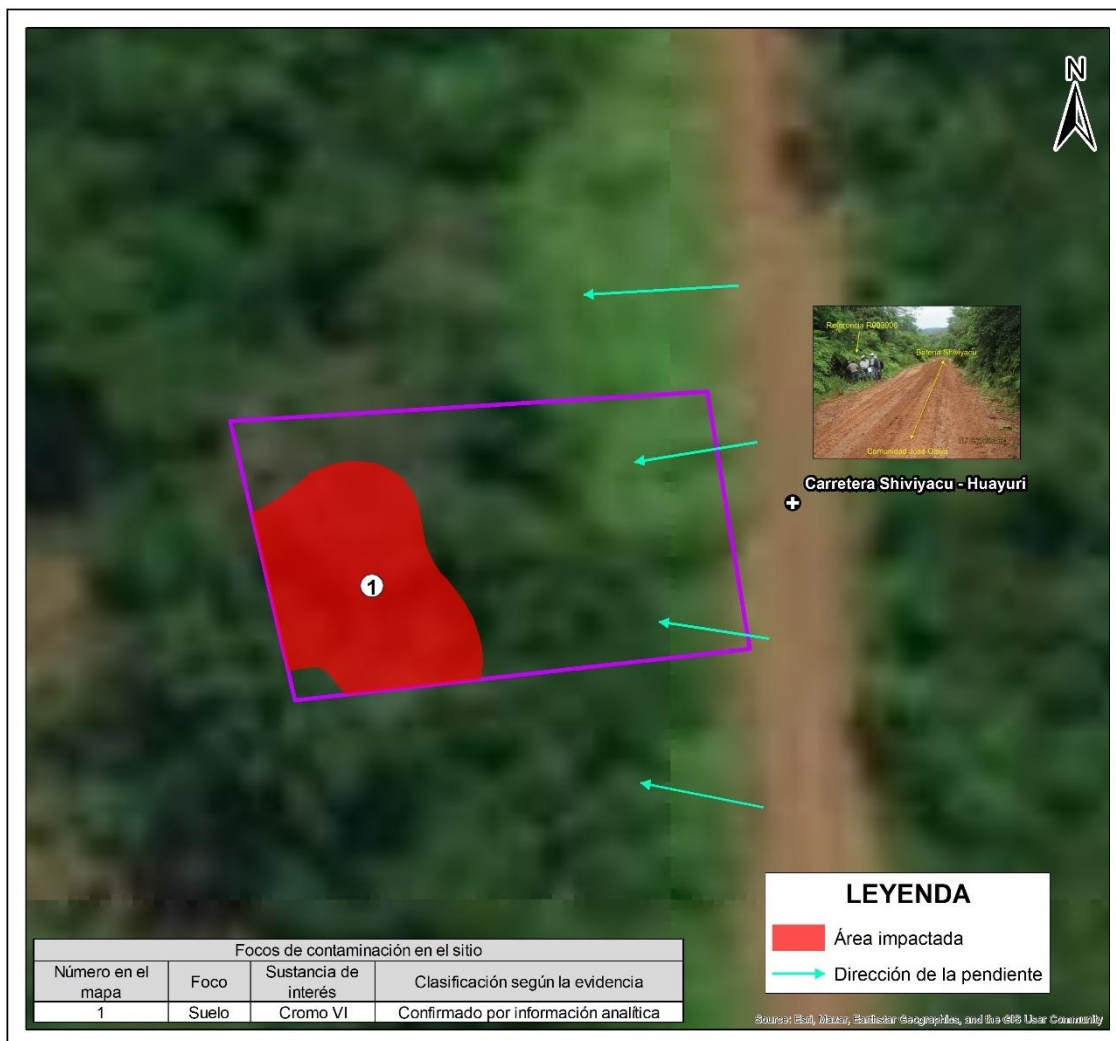 N
Referencia R003906
Batería Shiviyacu
Comunidad José Olaya
Carretera Shiviyacu - Huayuri
1
LEYENDA
Área impactada
Dirección de la pendiente
Focos de contaminación en el sitio
Número en el mapa
Foco
Sustancia de interés
Clasificación según la evidencia
1
Suelo
Cromo VI
Confirmado por información analítica
Source: Esri, Maxar, Earthstar Geographics, and the GIS User Community